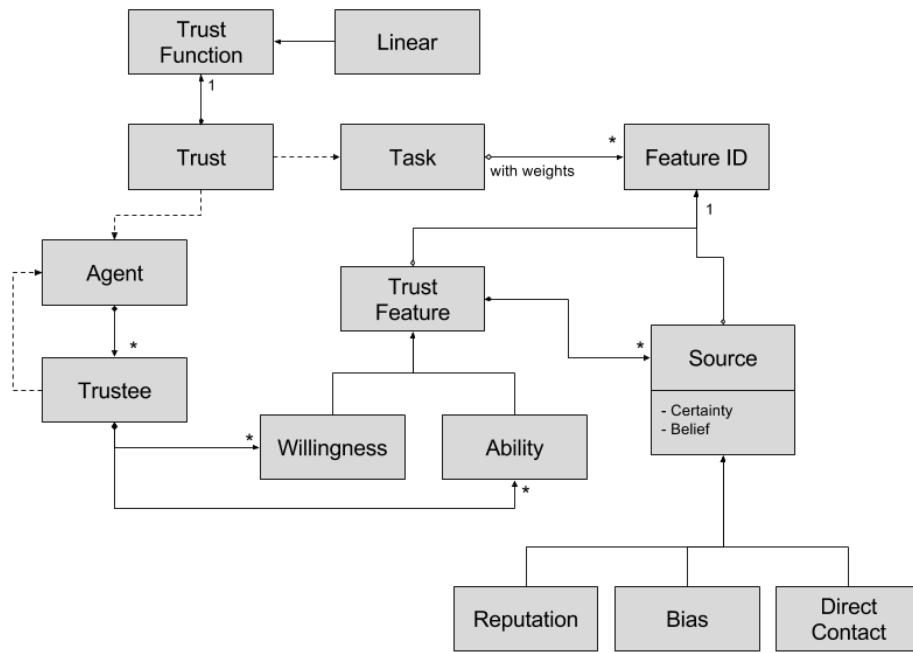 Trust
Function
Linear
1
Trust
Task
with weights
*
Feature ID
1
Agent
*
Trustee
Trust
Feature
*
Source
- Certainty
- Belief
*
Willingness
Ability
*
Reputation
Bias
Direct
Contact